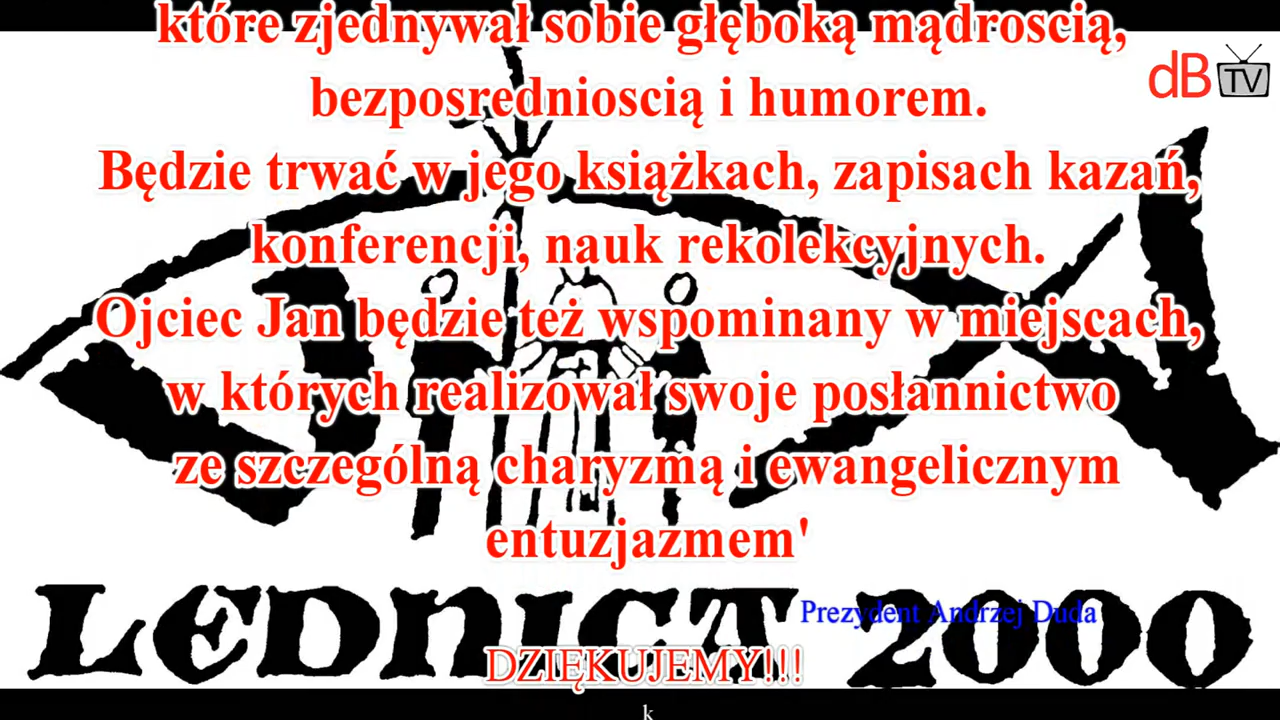 które zjednywał sobie głęboką mądroscią,
dB TV
bezposrednioscią i humorem.
Będzie trwać w jego książkach, zapisach kazań,
konferencji, nauk rekolekcyjnych.
Ojciec Jan będzie też wspominany w miejscach,
w których realizował swoje posłannictwo
ze szczególną charyzmą i ewangelicznym
entuzjazmem'
Prezydent Andrzej Duda
LEDNICA 2000
DZIĘKUJEMY!!!
k